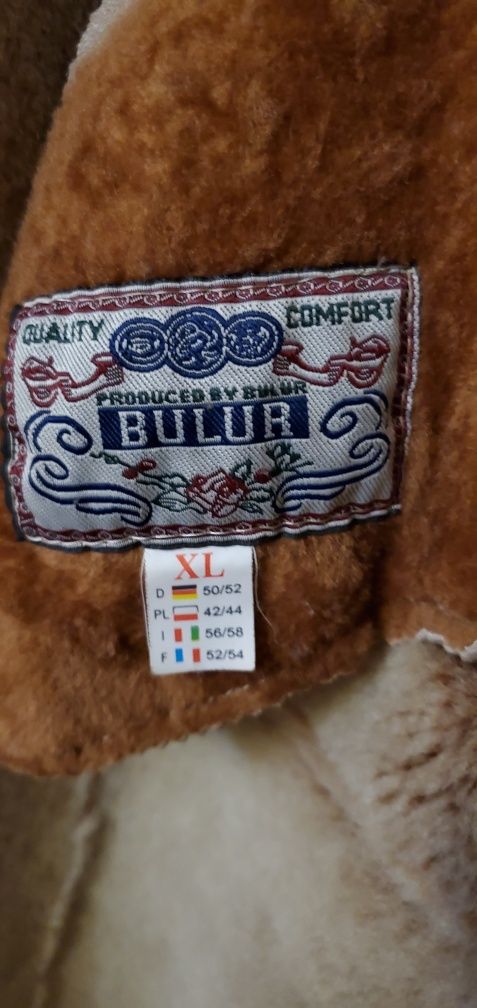 QUALITY
COMFORT
PRODUCED BY BULUR
BULUR
XL
D 50/52
PL 42/44
I 56/58
F 52/54